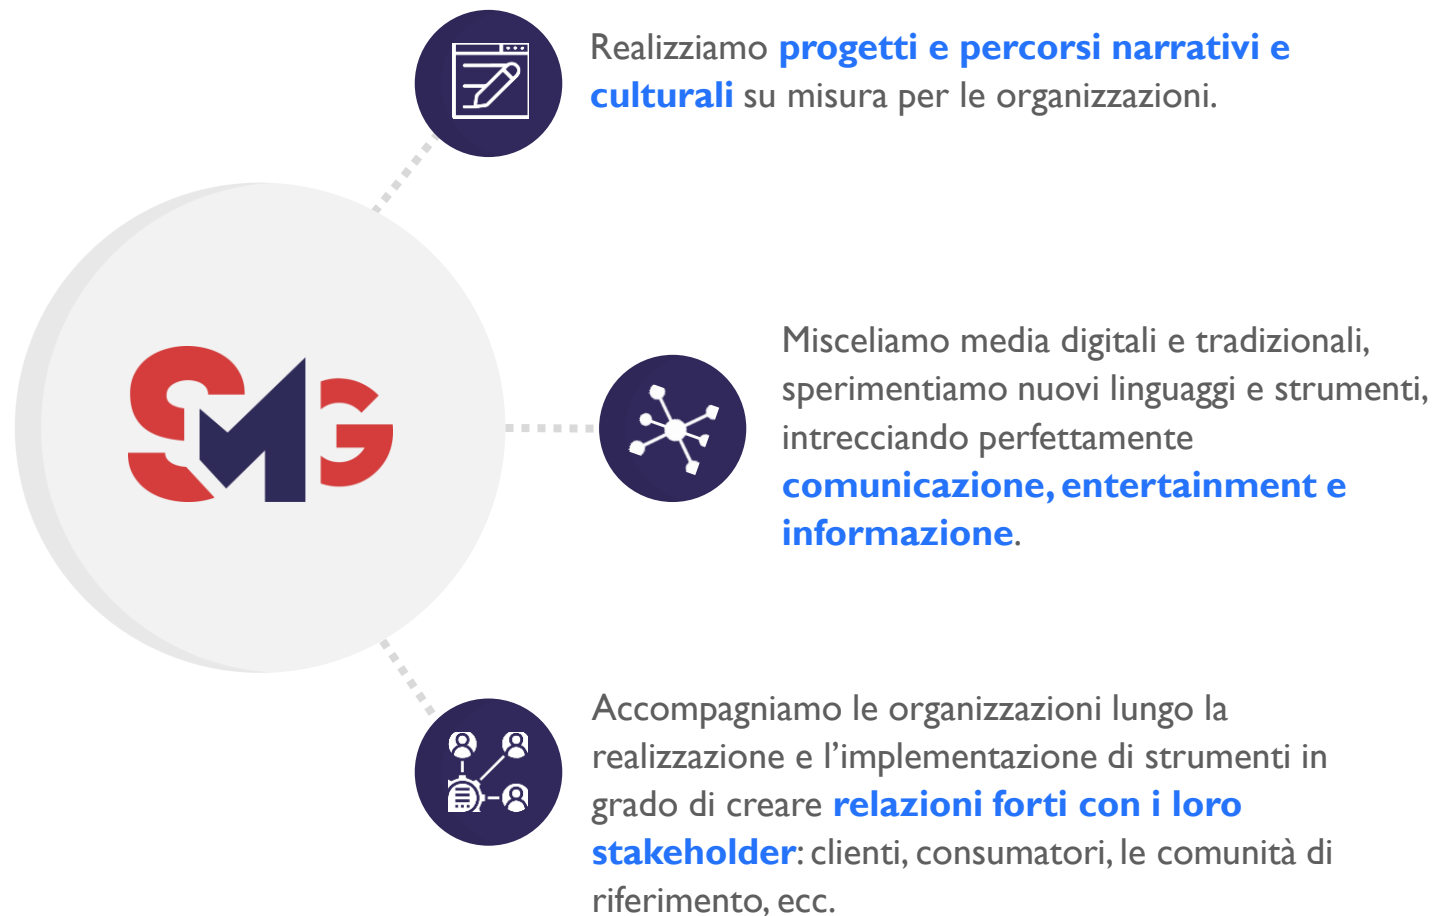 Realizziamo progetti e percorsi narrativi e
culturali su misura per le organizzazioni.
SMG
Misceliamo media digitali e tradizionali,
sperimentiamo nuovi linguaggi e strumenti,
intrecciando perfettamente
comunicazione, entertainment e
informazione.
Accompagniamo le organizzazioni lungo la
realizzazione e l’implementazione di strumenti in
grado di creare relazioni forti con i loro
stakeholder: clienti, consumatori, le comunità di
riferimento, ecc.